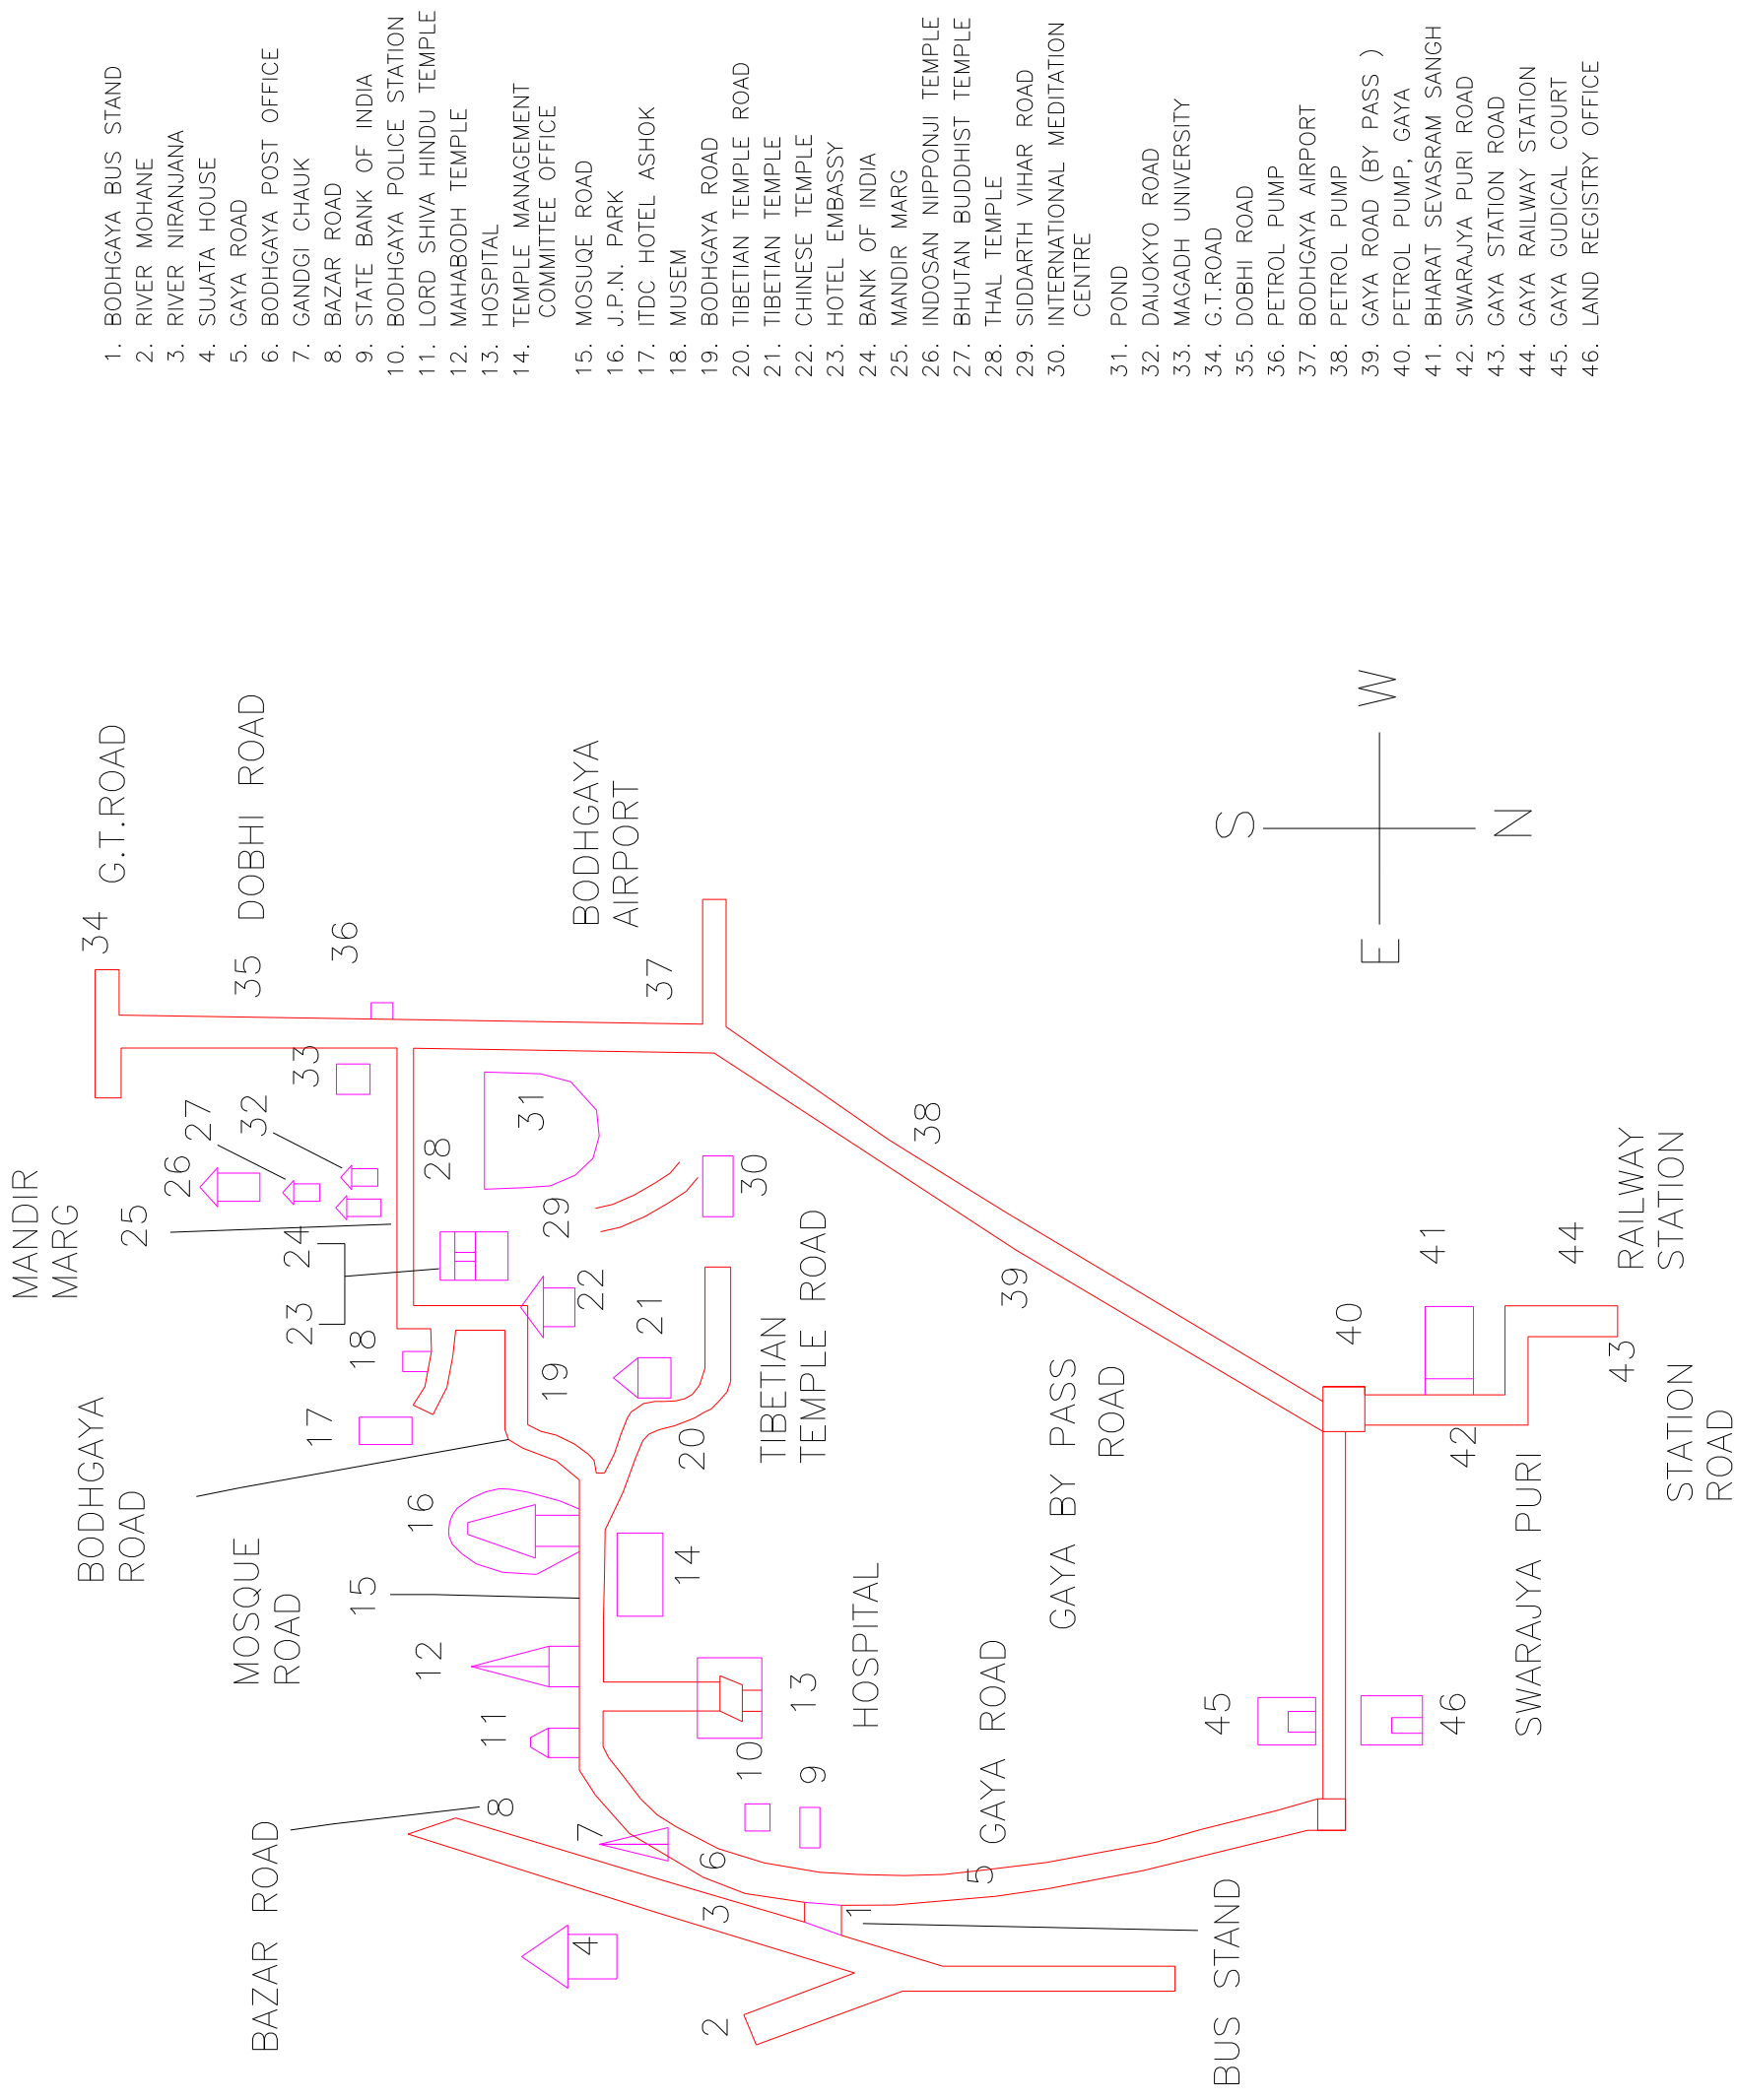 1. BODHGAYA BUS STAND
2. RIVER MOHANE
3. RIVER NIRANJANA
4. SUJATA HOUSE
5. GAYA ROAD
6. BODHGAYA POST OFFICE
7. GANDGI CHAUK
8. BAZAR ROAD
9. STATE BANK OF INDIA
10. BODHGAYA POLICE STATION
11. LORD SHIVA HINDU TEMPLE
12. MAHABODH TEMPLE
13. HOSPITAL
14. TEMPLE MANAGEMENT
COMMITTEE OFFICE
15. MOSUQE ROAD
16. J.P.N. PARK
17. ITDC HOTEL ASHOK
18. MUSEM
19. BODHGAYA ROAD
20. TIBETIAN TEMPLE ROAD
21. TIBETIAN TEMPLE
22. CHINESE TEMPLE
23. HOTEL EMBASSY
24. BANK OF INDIA
25. MANDIR MARG
26. INDOSAN NIPPONJI TEMPLE
27. BHUTAN BUDDHIST TEMPLE
28. THAL TEMPLE
29. SIDDARTH VIHAR ROAD
30. INTERNATIONAL MEDITATION
CENTRE
31. POND
32. DAIJOKYO ROAD
33. MAGADH UNIVERSITY
34. G.T.ROAD
35. DOBHI ROAD
36. PETROL PUMP
37. BODHGAYA AIRPORT
38. PETROL PUMP
39. GAYA ROAD (BY PASS )
40. PETROL PUMP, GAYA
41. BHARAT SEVASRAM SANGH
42. SWARAJYA PURI ROAD
43. GAYA STATION ROAD
44. GAYA RAILWAY STATION
45. GAYA GUDICAL COURT
46. LAND REGISTRY OFFICE
MANDIR
MARG
BODHGAYA
ROAD
MOSQUE
ROAD
BAZAR ROAD
34 G.T.ROAD
35 DOBHI ROAD
36
33
32
27
26
25
24
23
18
17
16
15
12
11
8
7
4
3
2
6
1
5
10
9
13
14
19
20
21
22
28
29
30
31
37
38
39
40
41
42
43
44
45
46
BODHGAYA
AIRPORT
TIBETIAN
TEMPLE ROAD
HOSPITAL
GAYA ROAD
GAYA BY PASS
ROAD
BUS STAND
SWARAJYA PURI
STATION
ROAD
RAILWAY
STATION
S
W
E
N